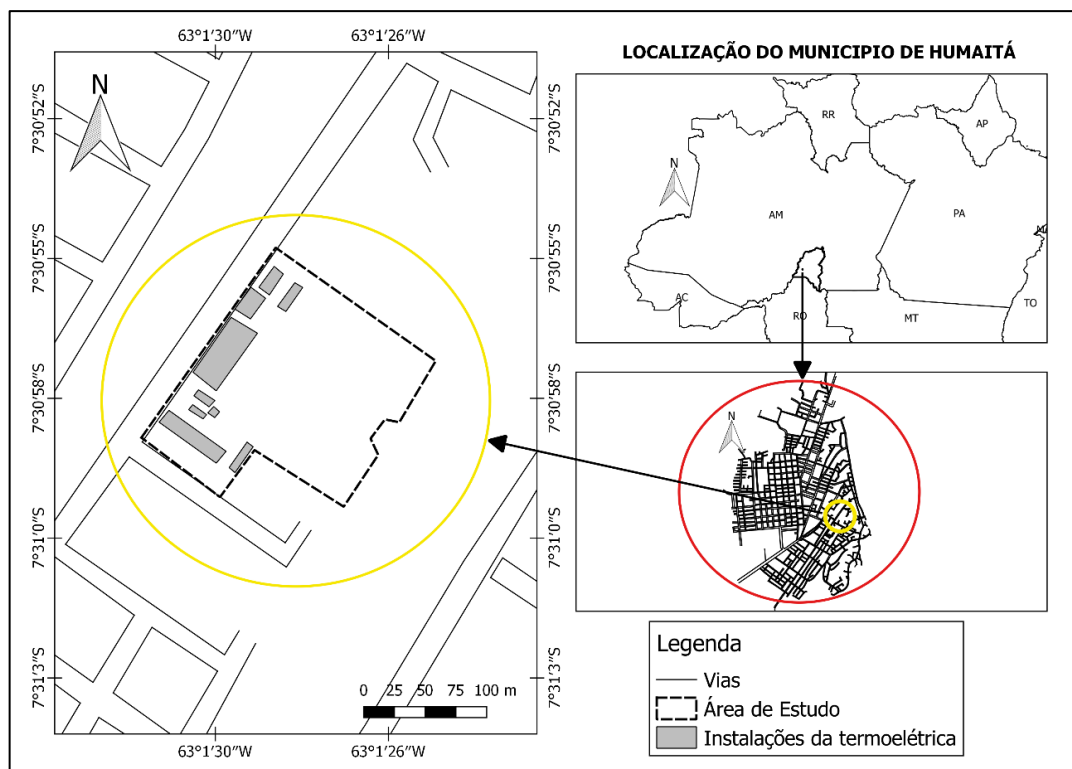 63°1'30"W 63°1'26"W
N
7°30'52"S
7°30'55"S
7°30'58"S
7°31'0"S
7°31'3"S
7°30'52"S
7°30'55"S
7°30'58"S
7°31'0"S
7°31'3"S
0 25 50 75 100 m
63°1'30"W 63°1'26"W
LOCALIZAÇÃO DO MUNICIPIO DE HUMAITÁ
N
RR
AP
AM
PA
AC
RO
MT
TO
N
Legenda
Vias
Área de Estudo
Instalações da termoelétrica